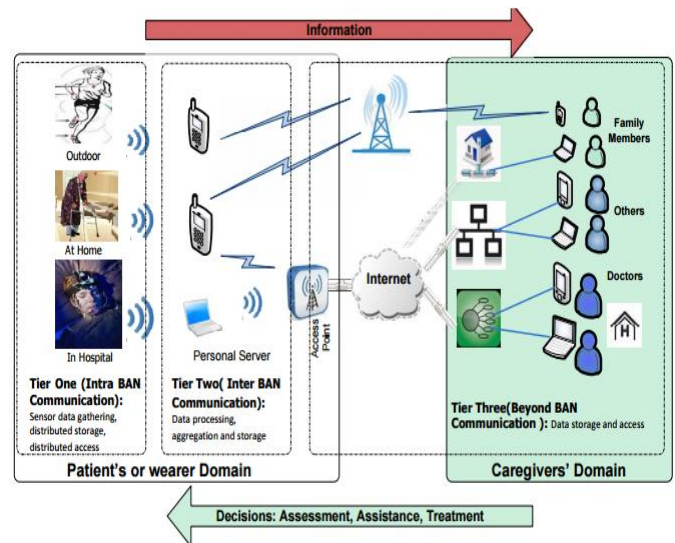 Information
Outdoor
At Home
In Hospital
Tier One (Intra BAN
Communication):
Sensor data gathering,
distributed storage,
distributed access
Personal Server
Tier Two( Inter BAN
Communication):
Data processing,
aggregation and storage
Access
Point
Internet
Family
Members
Others
Doctors
H
Tier Three(Beyond BAN
Communication ): Data storage and access
Patient's or wearer Domain
Caregivers' Domain
Decisions: Assessment, Assistance, Treatment